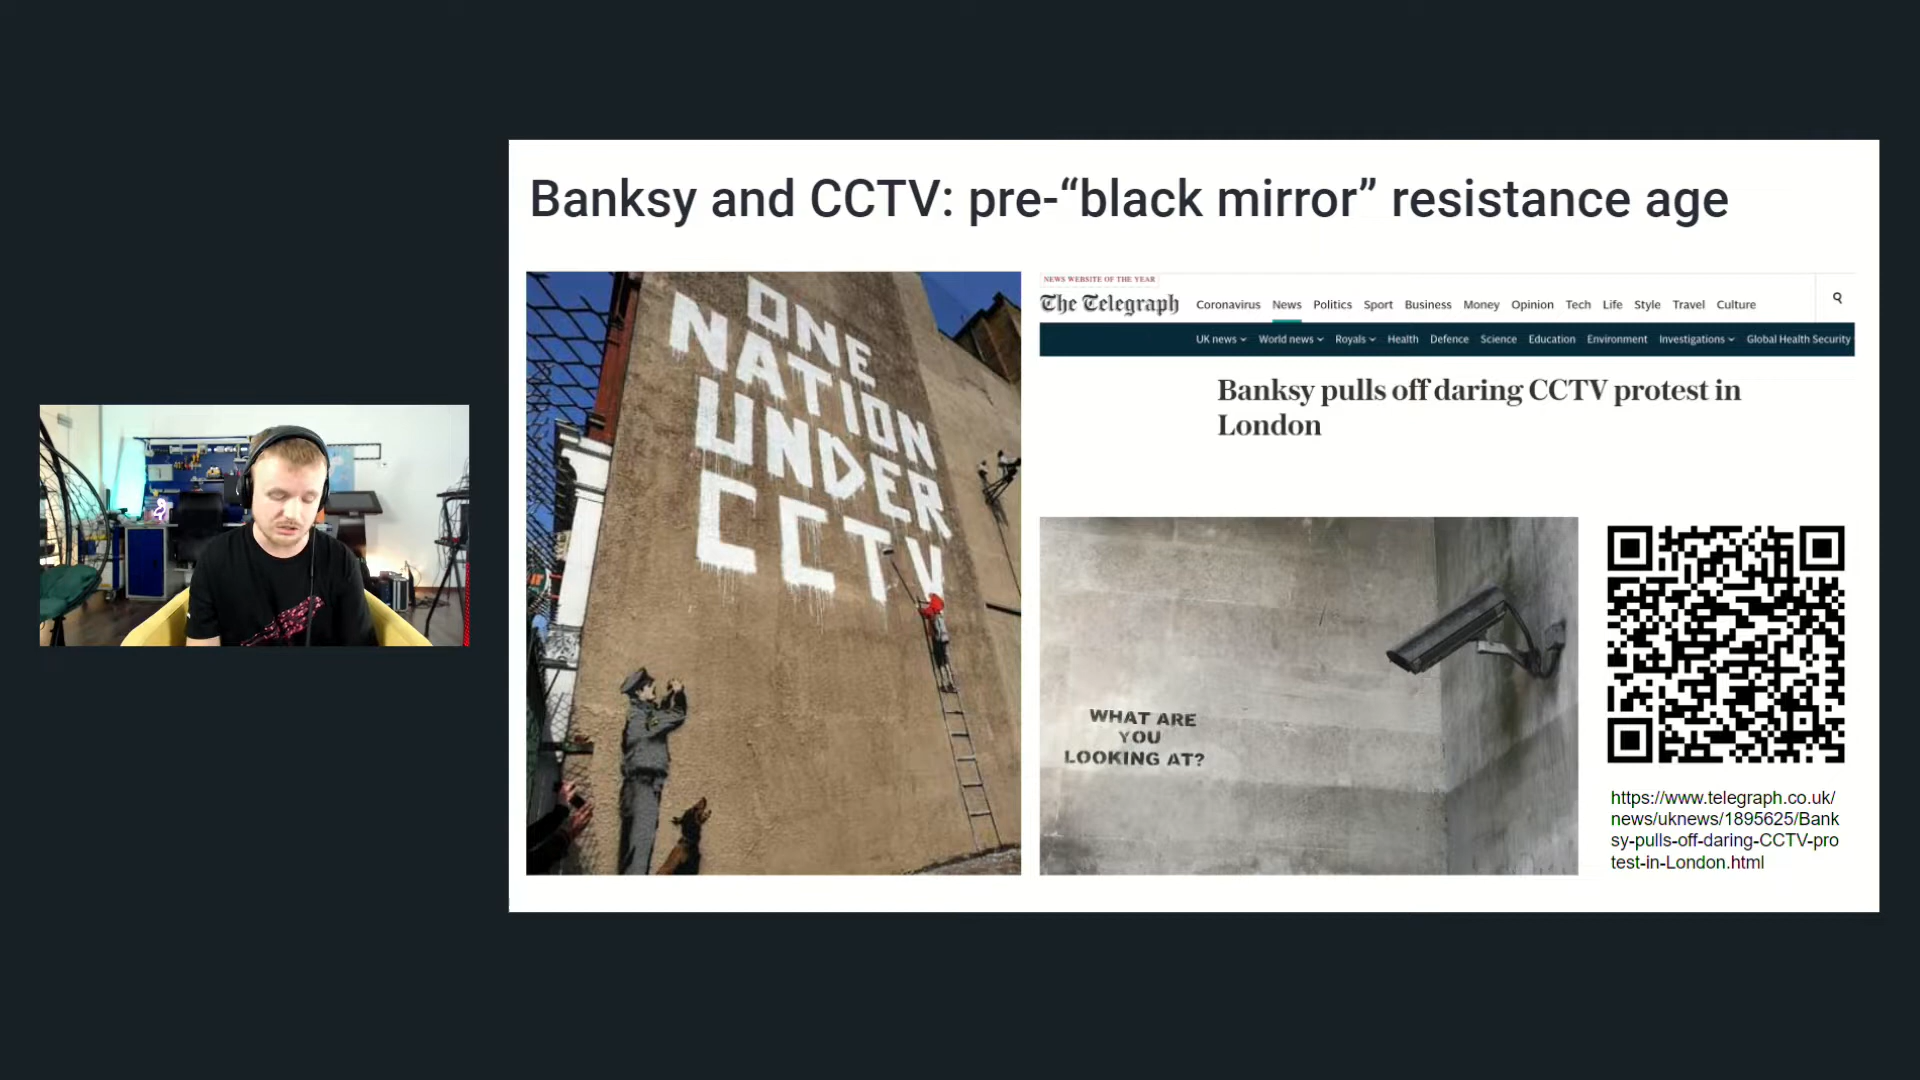 Banksy and CCTV: pre-“black mirror” resistance age
ONE
NATION
UNDER
CCTV
NEWS WEBSITE OF THE YEAR
The Telegraph
Coronavirus News Politics Sport Business Money Opinion Tech Life Style Travel Culture
UK news World news Royals Health Defence Science Education Environment Investigations Global Health Security
Banksy pulls off daring CCTV protest in
London
WHAT ARE
YOU
LOOKING AT?
https://www.telegraph.co.uk/
news/uknews/1895625/Bank
sy-pulls-off-daring-CCTV-pro
test-in-London.html